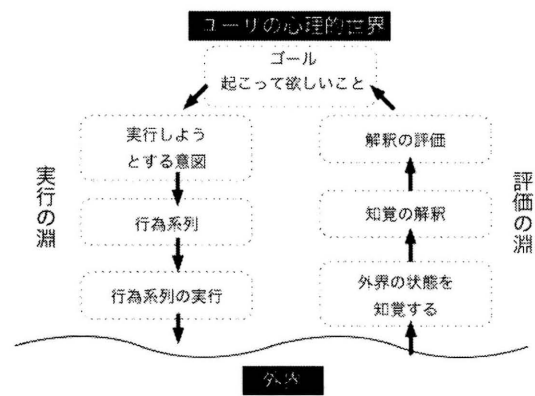 ユーリの心理的世界
ゴール
起こって欲しいこと
実行しよう
とする意図
行為系列
行為系列の実行
実行の淵
解釈の評価
知覚の解釈
外界の状態を
知覚する
評価の淵
外界